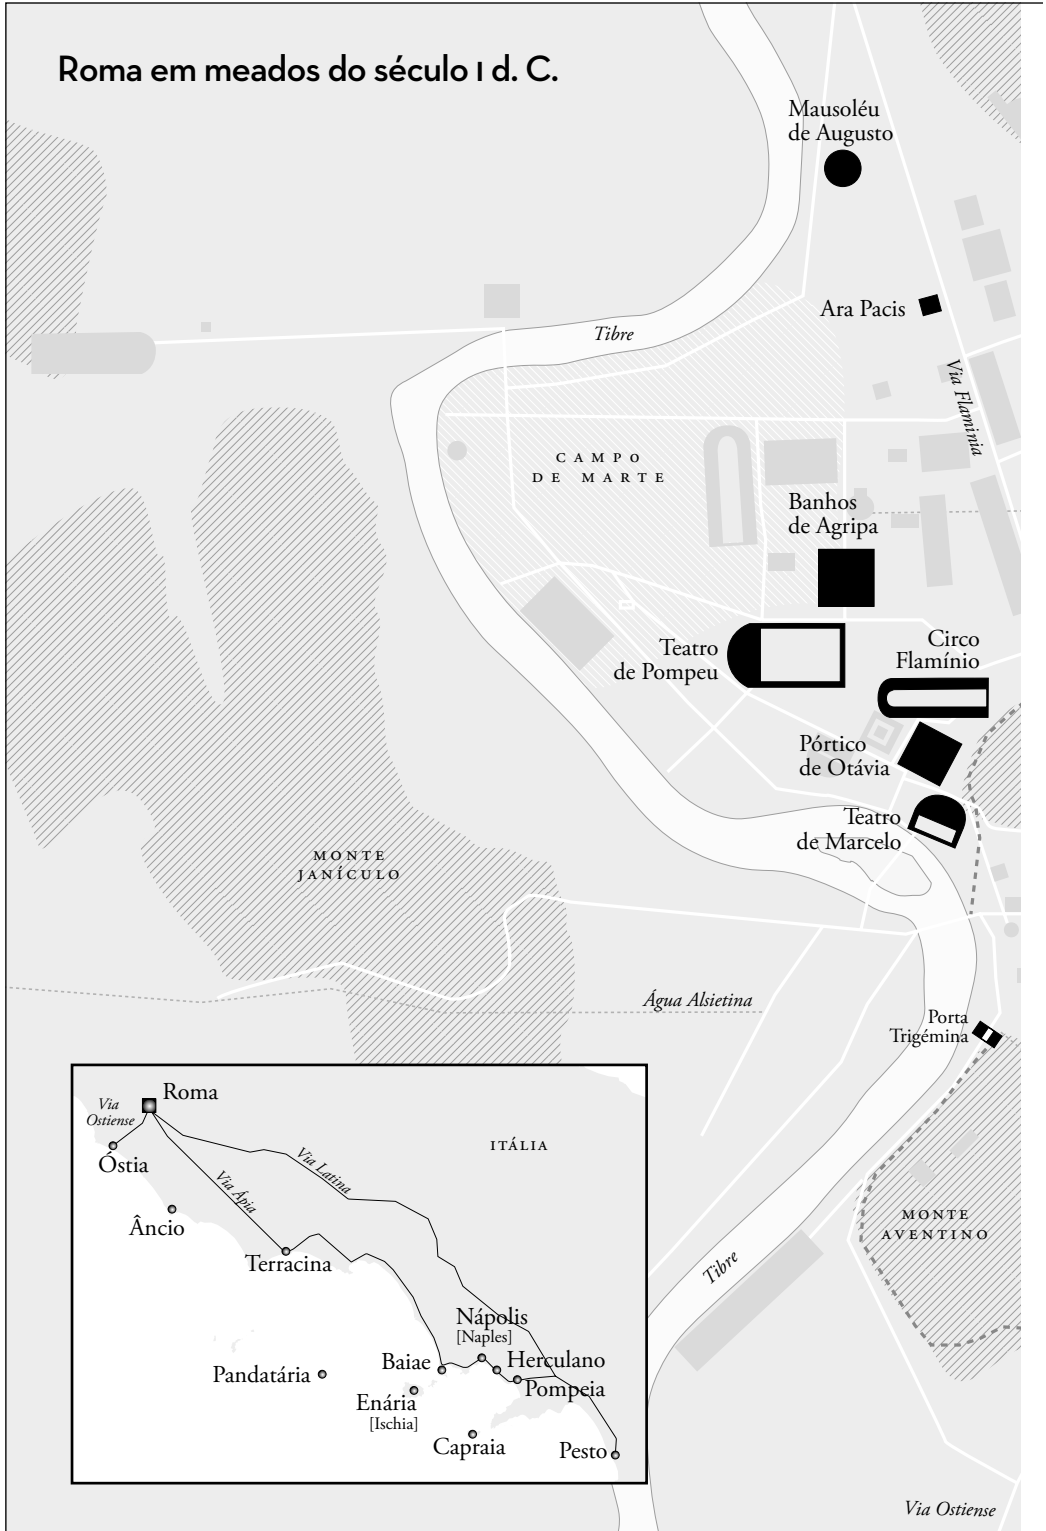 Roma em meados do século I d. C.
Mausoléu
de Augusto
Ara Pacis
Tibre
Via Flaminia
CAMPO
DE MARTE
Banhos
de Agripa
Circo
Flamínio
Teatro
de Pompeu
Pórtico
de Otávia
Teatro
de Marcelo
MONTE
JANÍCULO
Água Alsietina
Porta
Trigémina
MONTE
AVENTINO
Tibre
Via Ostiense
Roma
Via
Ostiense
Óstia
ITÁLIA
Via Latina
Via Ápia
Âncio
Terracina
Nápolis
[Naples]
Baiae
Herculano
Pandatária
Pompeia
Enária
[Ischia]
Capraia
Pesto